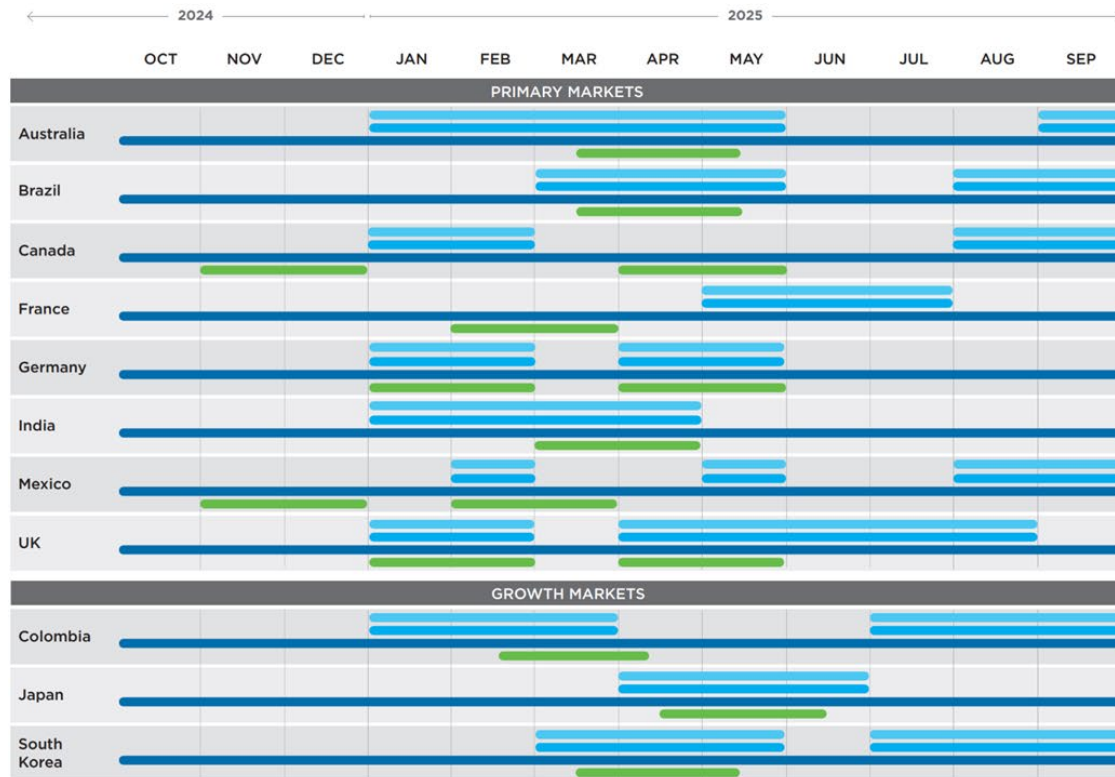 2024 2025
OCT NOV DEC JAN FEB MAR APR MAY JUN JUL AUG SEP
PRIMARY MARKETS
Australia
Brazil
Canada
France
Germany
India
Mexico
UK
GROWTH MARKETS
Colombia
Japan
South
Korea